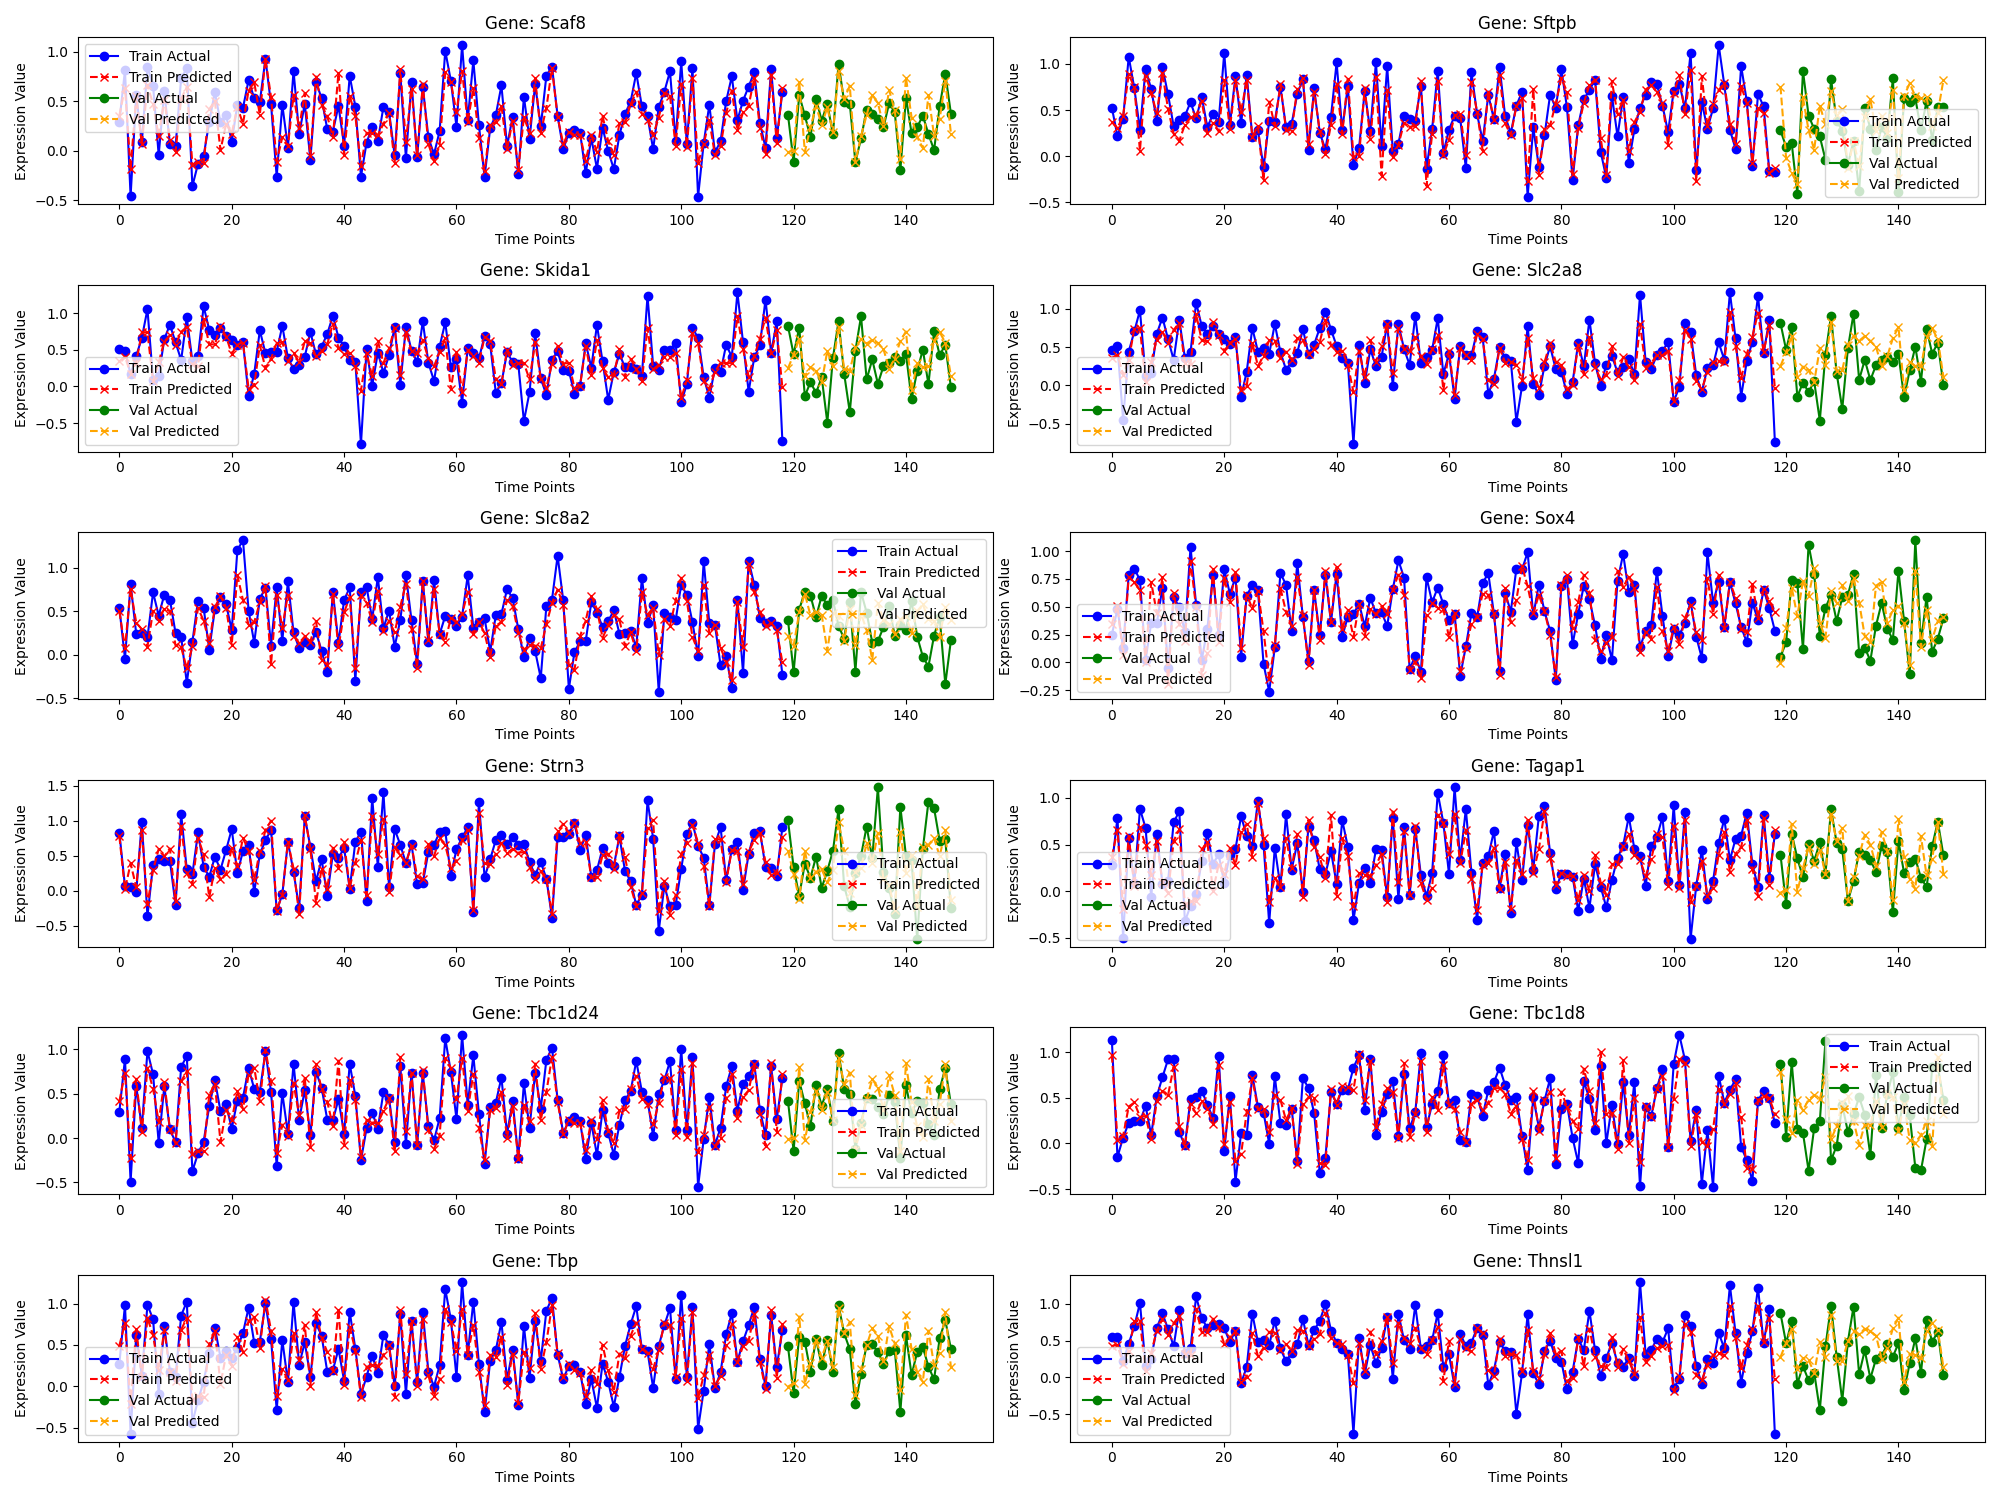 Gene: Scaf8
Expression Value
1.0
0.5
0.0
−0.5
Train Actual
Train Predicted
Val Actual
Val Predicted
0 20 40 60 80 100 120 140
Time Points
Gene: Sftpb
Expression Value
1.0
0.5
0.0
−0.5
Train Actual
Train Predicted
Val Actual
Val Predicted
0 20 40 60 80 100 120 140
Time Points
Gene: Skida1
Expression Value
1.0
0.5
0.0
−0.5
Train Actual
Train Predicted
Val Actual
Val Predicted
0 20 40 60 80 100 120 140
Time Points
Gene: Slc2a8
Expression Value
1.0
0.5
0.0
−0.5
Train Actual
Train Predicted
Val Actual
Val Predicted
0 20 40 60 80 100 120 140
Time Points
Gene: Slc8a2
Expression Value
1.0
0.5
0.0
−0.5
Train Actual
Train Predicted
Val Actual
Val Predicted
0 20 40 60 80 100 120 140
Time Points
Gene: Sox4
Expression Value
1.00
0.75
0.50
0.25
0.00
−0.25
Train Actual
Train Predicted
Val Actual
Val Predicted
0 20 40 60 80 100 120 140
Time Points
Gene: Strn3
Expression Value
1.5
1.0
0.5
0.0
−0.5
Train Actual
Train Predicted
Val Actual
Val Predicted
0 20 40 60 80 100 120 140
Time Points
Gene: Tagap1
Expression Value
1.0
0.5
0.0
−0.5
Train Actual
Train Predicted
Val Actual
Val Predicted
0 20 40 60 80 100 120 140
Time Points
Gene: Tbc1d24
Expression Value
1.0
0.5
0.0
−0.5
Train Actual
Train Predicted
Val Actual
Val Predicted
0 20 40 60 80 100 120 140
Time Points
Gene: Tbc1d8
Expression Value
1.0
0.5
0.0
−0.5
Train Actual
Train Predicted
Val Actual
Val Predicted
0 20 40 60 80 100 120 140
Time Points
Gene: Tbp
Expression Value
1.0
0.5
0.0
−0.5
Train Actual
Train Predicted
Val Actual
Val Predicted
0 20 40 60 80 100 120 140
Time Points
Gene: Thnsl1
Expression Value
1.0
0.5
0.0
−0.5
Train Actual
Train Predicted
Val Actual
Val Predicted
0 20 40 60 80 100 120 140
Time Points